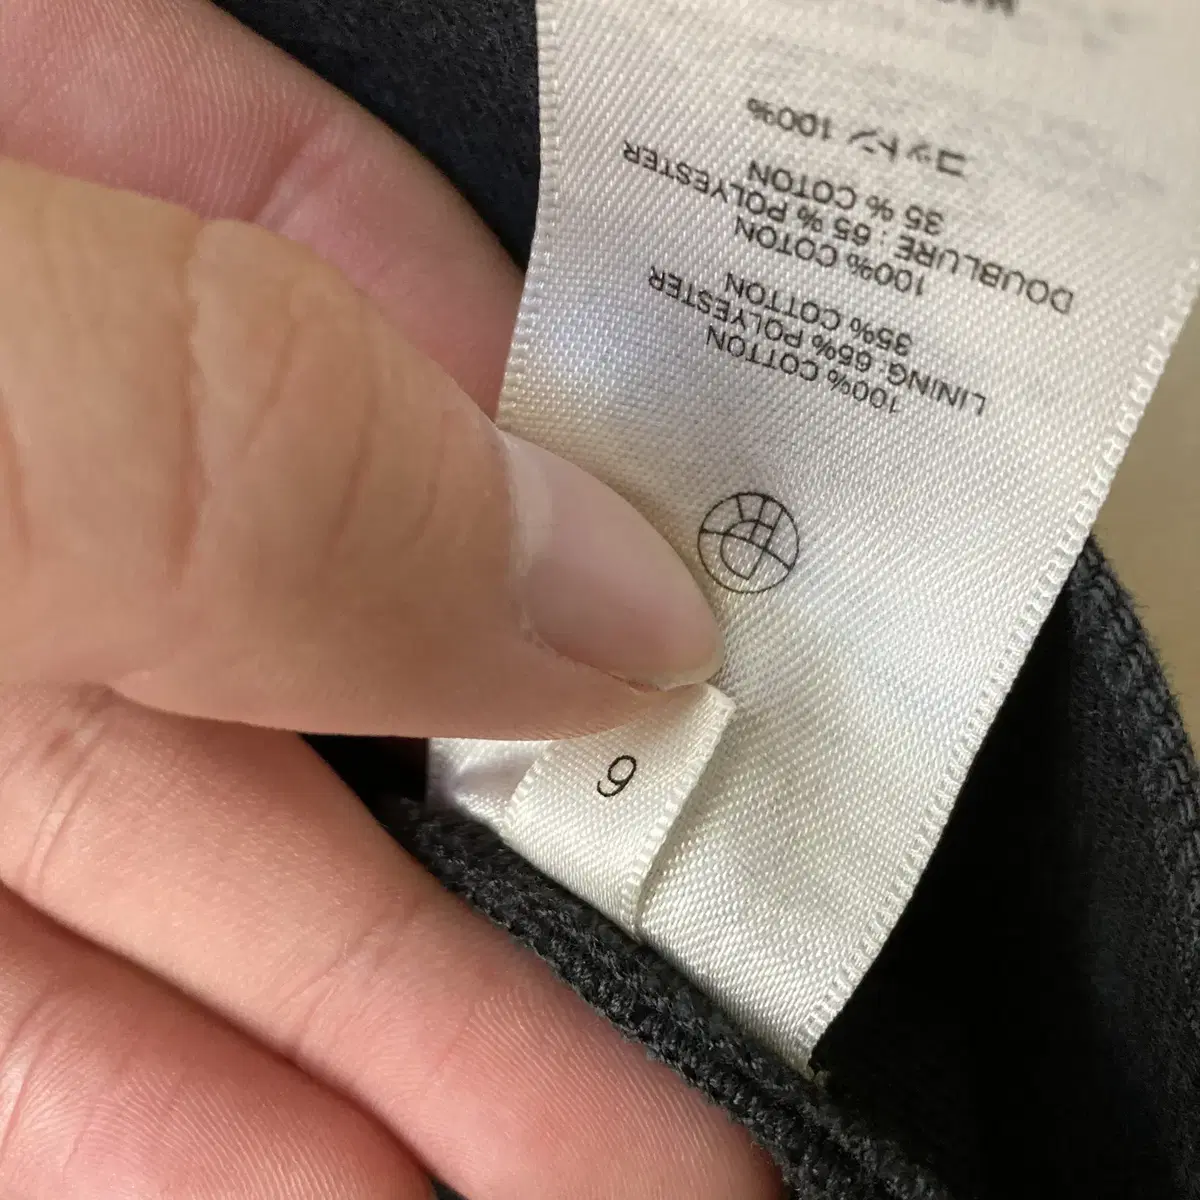 100% COTTON
LINING: 65% POLYESTER
35% COTTON
100% COTON
DOUBLURE : 65 % POLYESTER
35 % COTON
コットン 100%
6